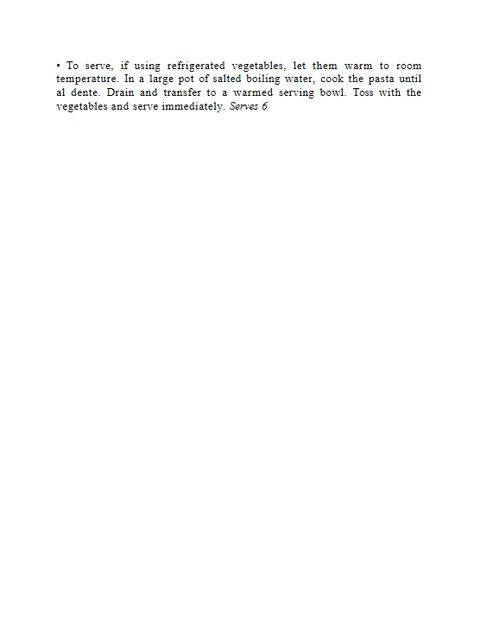 • To serve, if using refrigerated vegetables, let them warm to room
temperature. In a large pot of salted boiling water, cook the pasta until
al dente. Drain and transfer to a warmed serving bowl. Toss with the
vegetables and serve immediately. Serves 6